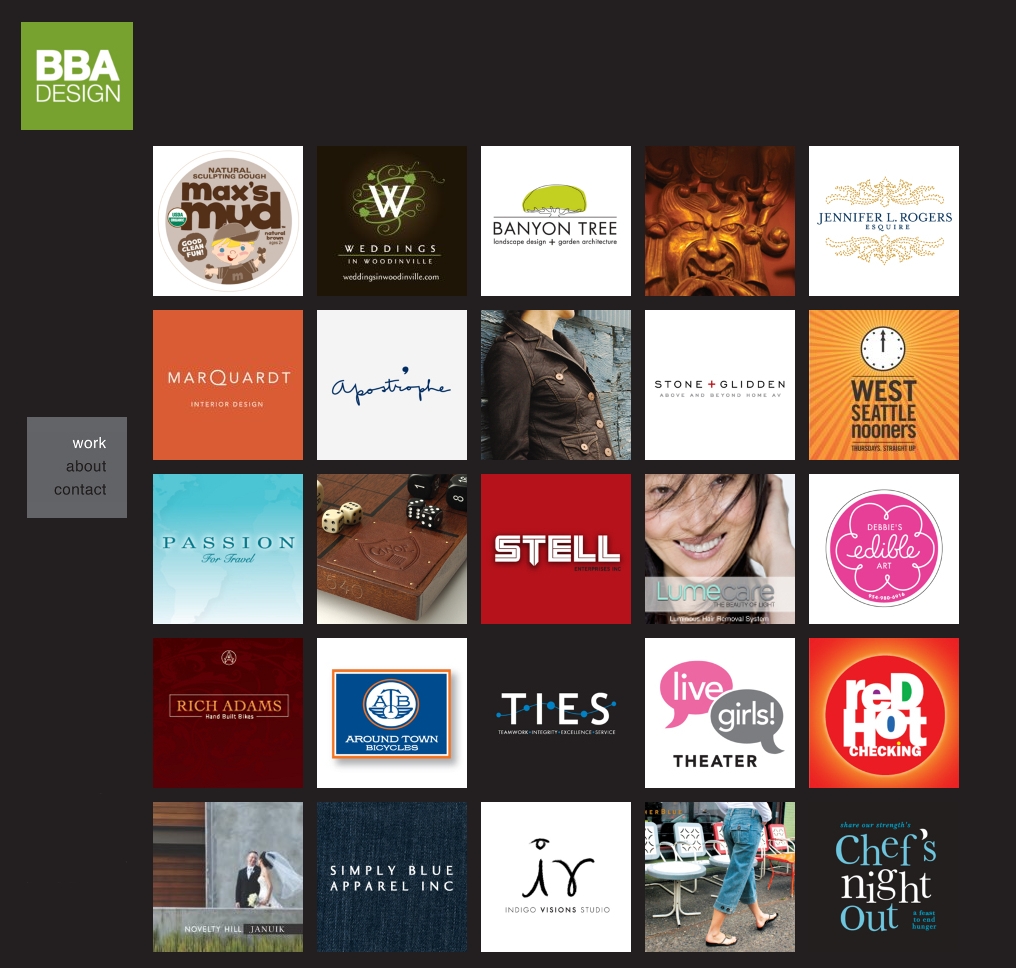 BBA
DESIGN
NATURAL
SCULPTING DOUGH
max's
mud
USDA
ORGANIC
natural
brown
GOOD
CLEAN
FUN!
m
W
WEDDINGS
IN WOODINVILLE
weddingsinwoodinville.com
BANYON TREE
landscape design + garden architecture
JENNIFER L. ROGERS
ESQUIRE
MARQUARDT
INTERIOR DESIGN
apostrophe
STONE + GLIDDEN
ABOVE AND BEYOND HOME AV
WEST
SEATTLE
nooners
THURSDAYS. STRAIGHT UP
work
about
contact
PASSION
For Travel
STELL
ENTERPRISES INC
Lumecare
THE BEAUTY OF LIGHT
Luminous Hair Removal System
DEBBIE'S
edible
ART
954-980-6916
RICH ADAMS
Hand Built Bikes
ATB
AROUND TOWN
BICYCLES
TIES
TEAMWORK·INTEGRITY·EXCELLENCE·SERVICE
live
girls!
THEATER
reD
Hot
CHECKiNG
NOVELTY HILL JANUIK
SIMPLY BLUE
APPAREL INC
iv
INDIGO VISIONS STUDIO
share our strength's
Chef's
night
Out
a feast
to end
hunger